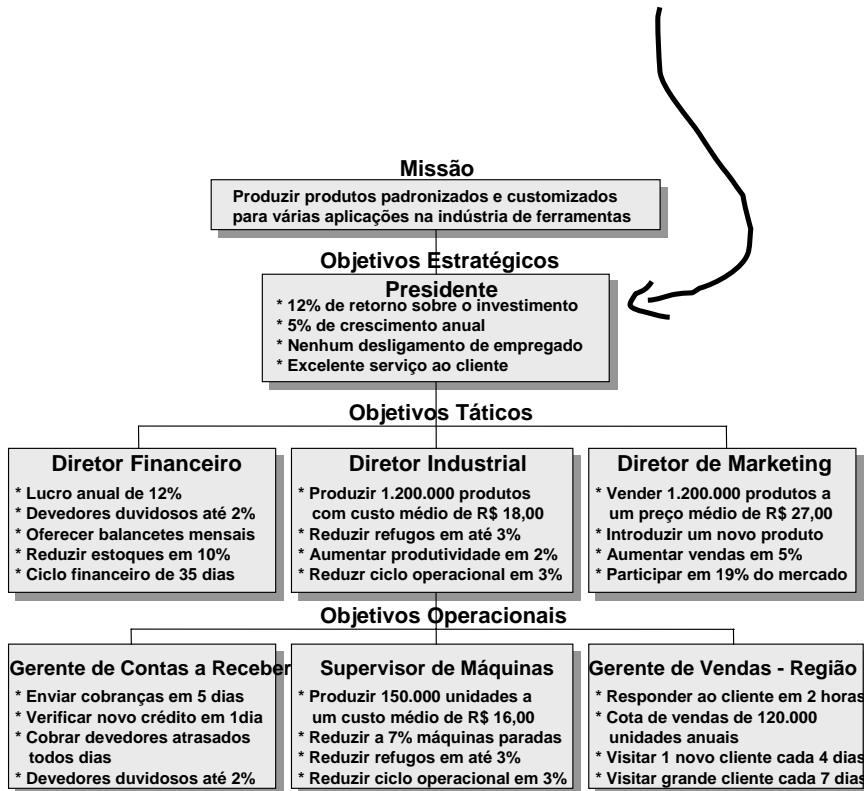 Missão
Produzir produtos padronizados e customizados
para várias aplicações na indústria de ferramentas
Objetivos Estratégicos
Presidente
* 12% de retorno sobre o investimento
* 5% de crescimento anual
* Nenhum desligamento de empregado
* Excelente serviço ao cliente
Objetivos Táticos
Diretor Financeiro
* Lucro anual de 12%
* Devedores duvidosos até 2%
* Oferecer balancetes mensais
* Reduzir estoques em 10%
* Ciclo financeiro de 35 dias
Diretor Industrial
* Produzir 1.200.000 produtos
com custo médio de R$ 18,00
* Reduzir refugos em até 3%
* Aumentar produtividade em 2%
* Reduzr ciclo operacional em 3%
Diretor de Marketing
* Vender 1.200.000 produtos a
um preço médio de R$ 27,00
* Introduzir um novo produto
* Aumentar vendas em 5%
* Participar em 19% do mercado
Objetivos Operacionais
Gerente de Contas a Receber
* Enviar cobranças em 5 dias
* Verificar novo crédito em 1dia
* Cobrar devedores atrasados
todos dias
* Devedores duvidosos até 2%
Supervisor de Máquinas
* Produzir 150.000 unidades a
um custo médio de R$ 16,00
* Reduzir a 7% máquinas paradas
* Reduzir refugos em até 3%
* Reduzir ciclo operacional em 3%
Gerente de Vendas - Região
* Responder ao cliente em 2 horas
* Cota de vendas de 120.000
unidades anuais
* Visitar 1 novo cliente cada 4 dias
* Visitar grande cliente cada 7 dias